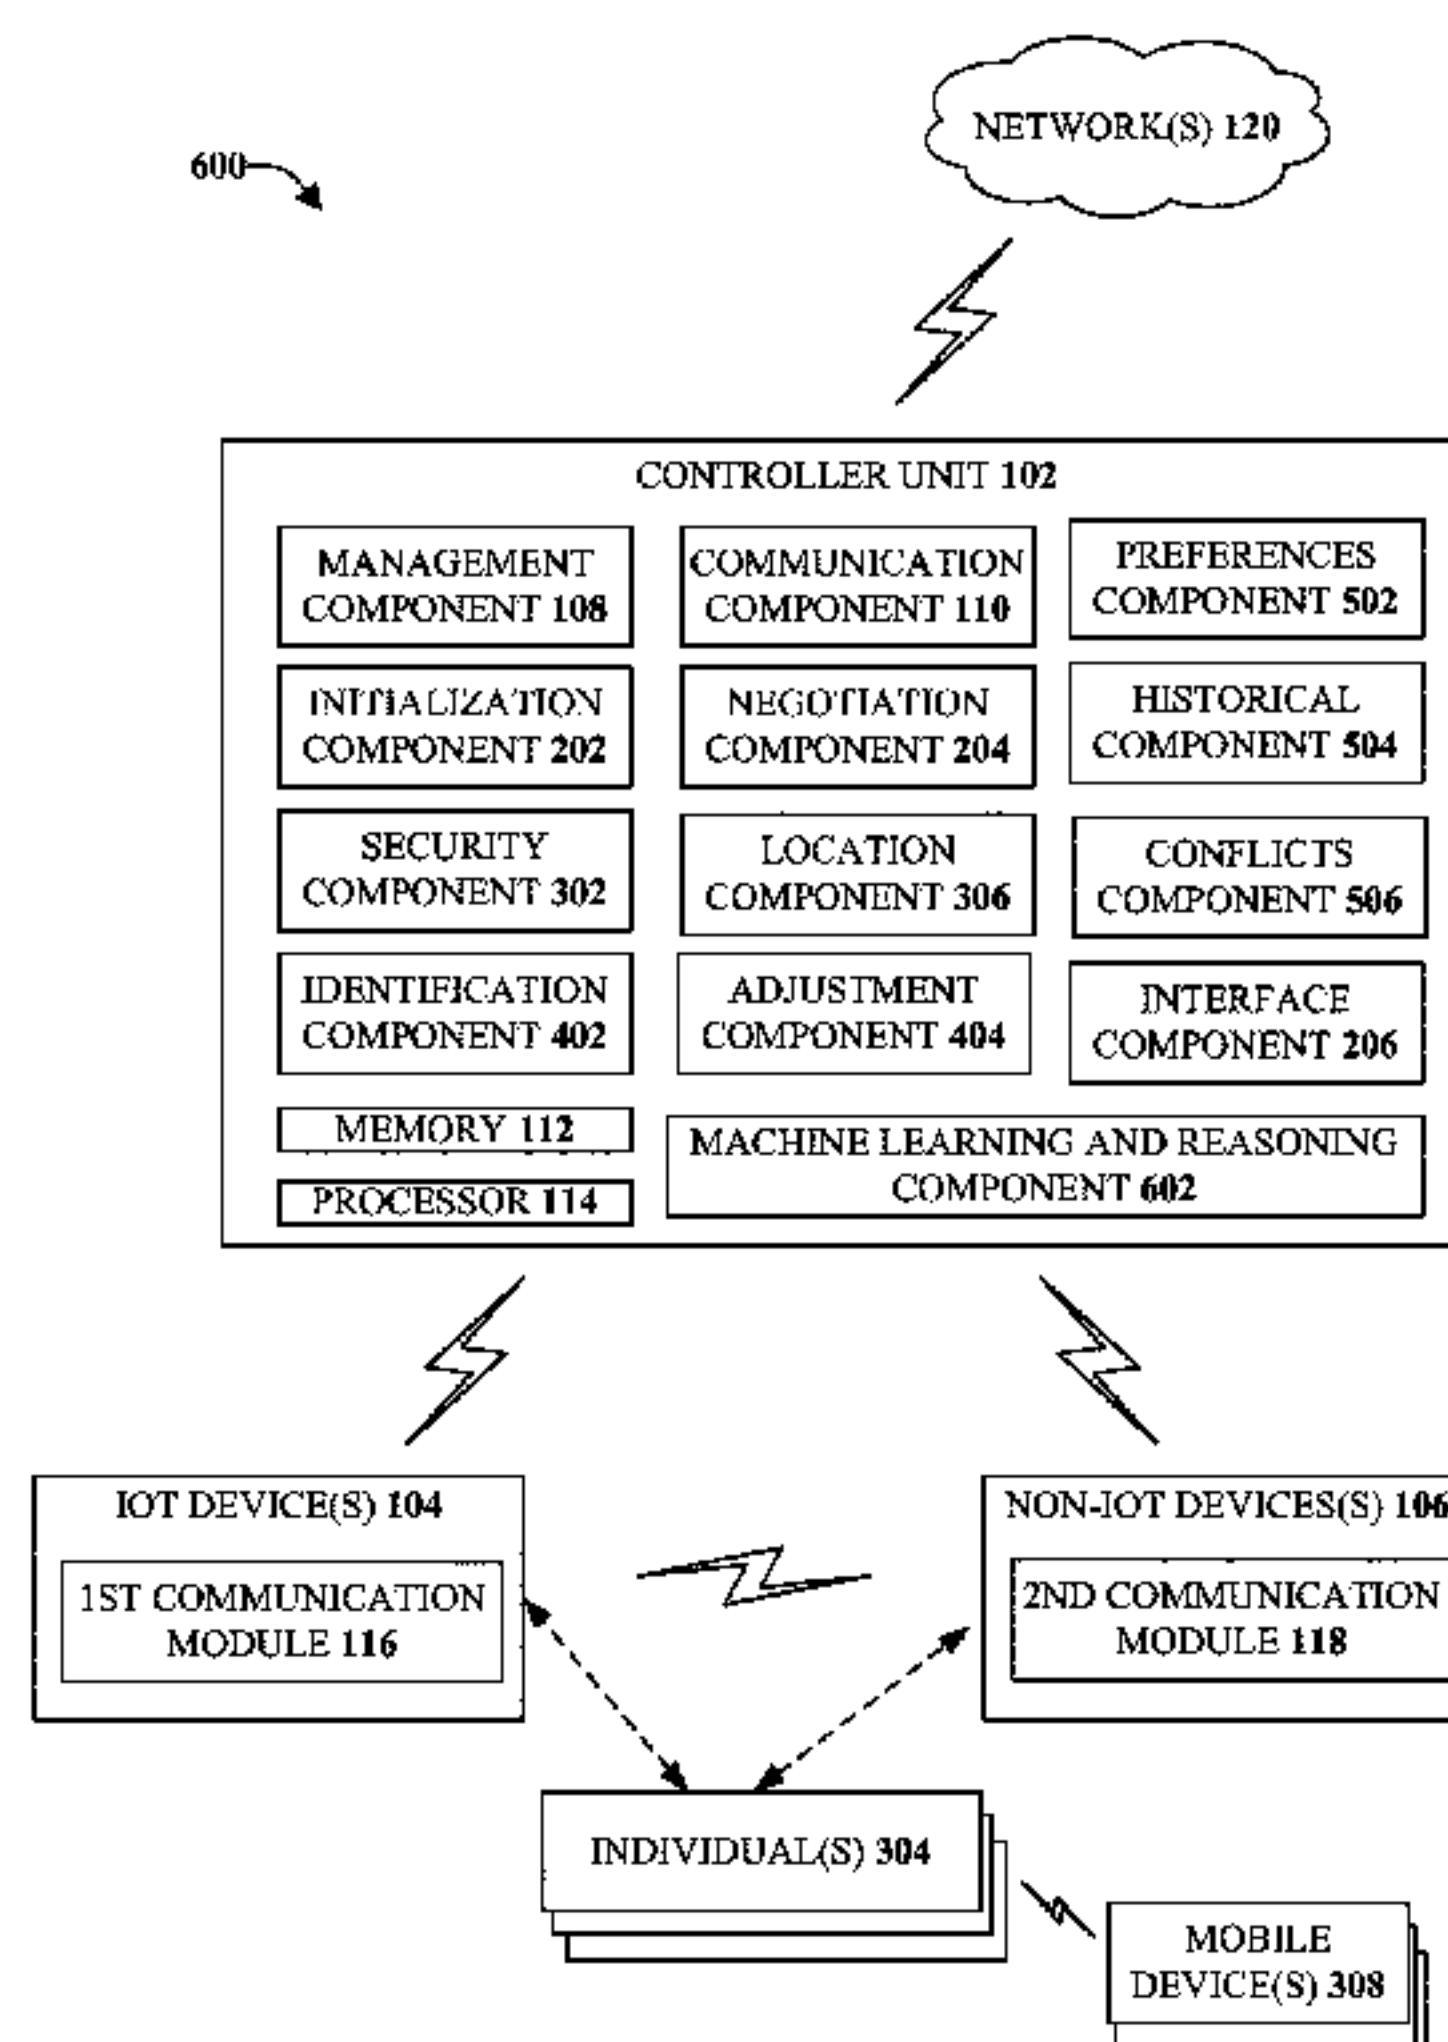 NETWORK(S) 120
600
CONTROLLER UNIT 102
MANAGEMENT
COMPONENT 108
COMMUNICATION
COMPONENT 110
PREFERENCES
COMPONENT 502
INITIALIZATION
COMPONENT 202
NEGOTIATION
COMPONENT 204
HISTORICAL
COMPONENT 504
SECURITY
COMPONENT 302
LOCATION
COMPONENT 306
CONFLICTS
COMPONENT 506
IDENTIFICATION
COMPONENT 402
ADJUSTMENT
COMPONENT 404
INTERFACE
COMPONENT 206
MEMORY 112
PROCESSOR 114
MACHINE LEARNING AND REASONING
COMPONENT 602
IOT DEVICE(S) 104
1ST COMMUNICATION
MODULE 116
NON-IOT DEVICES(S) 106
2ND COMMUNICATION
MODULE 118
INDIVIDUAL(S) 304
MOBILE
DEVICE(S) 308